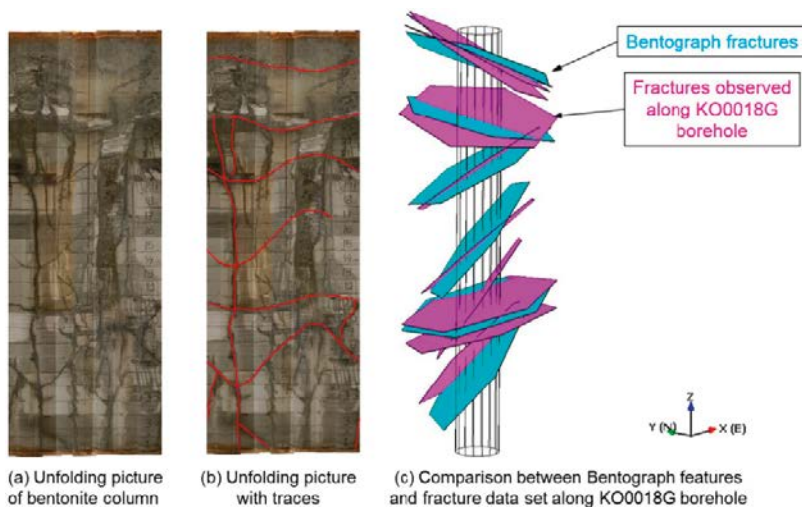 Bentograph fractures
Fractures observed
along KO0018G
borehole
Z
Y (N)
X (E)
(a) Unfolding picture
of bentonite column
(b) Unfolding picture
with traces
(c) Comparison between Bentograph features
and fracture data set along KO0018G borehole